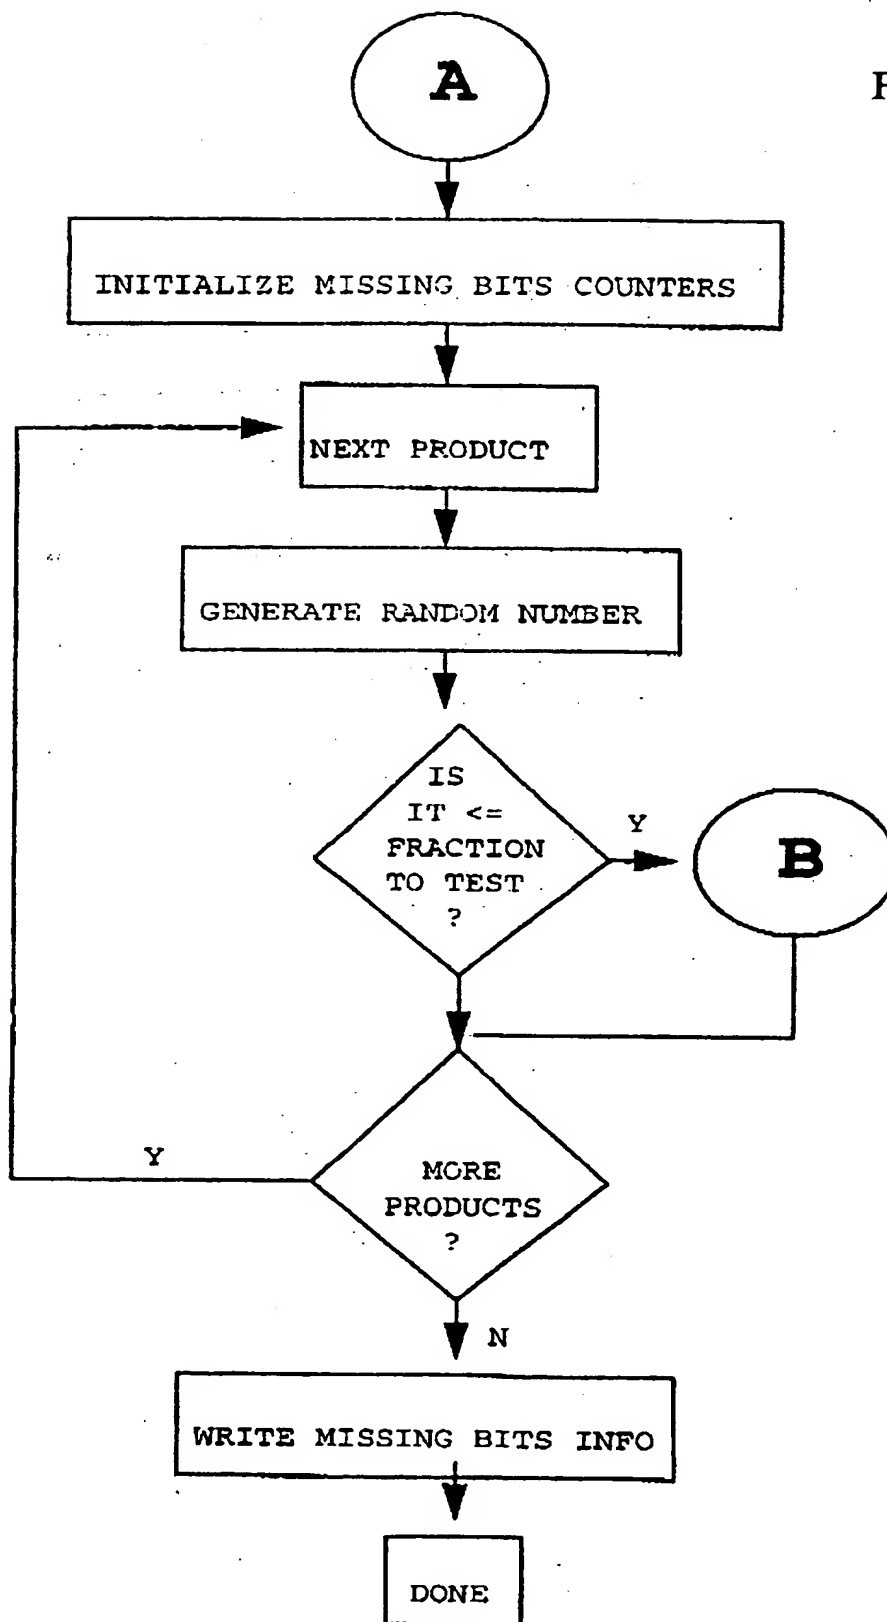 A
F
INITIALIZE MISSING BITS COUNTERS
NEXT PRODUCT
GENERATE RANDOM NUMBER
IS
IT <=
FRACTION
TO TEST
?
Y
B
Y
MORE
PRODUCTS
?
N
WRITE MISSING BITS INFO
DONE